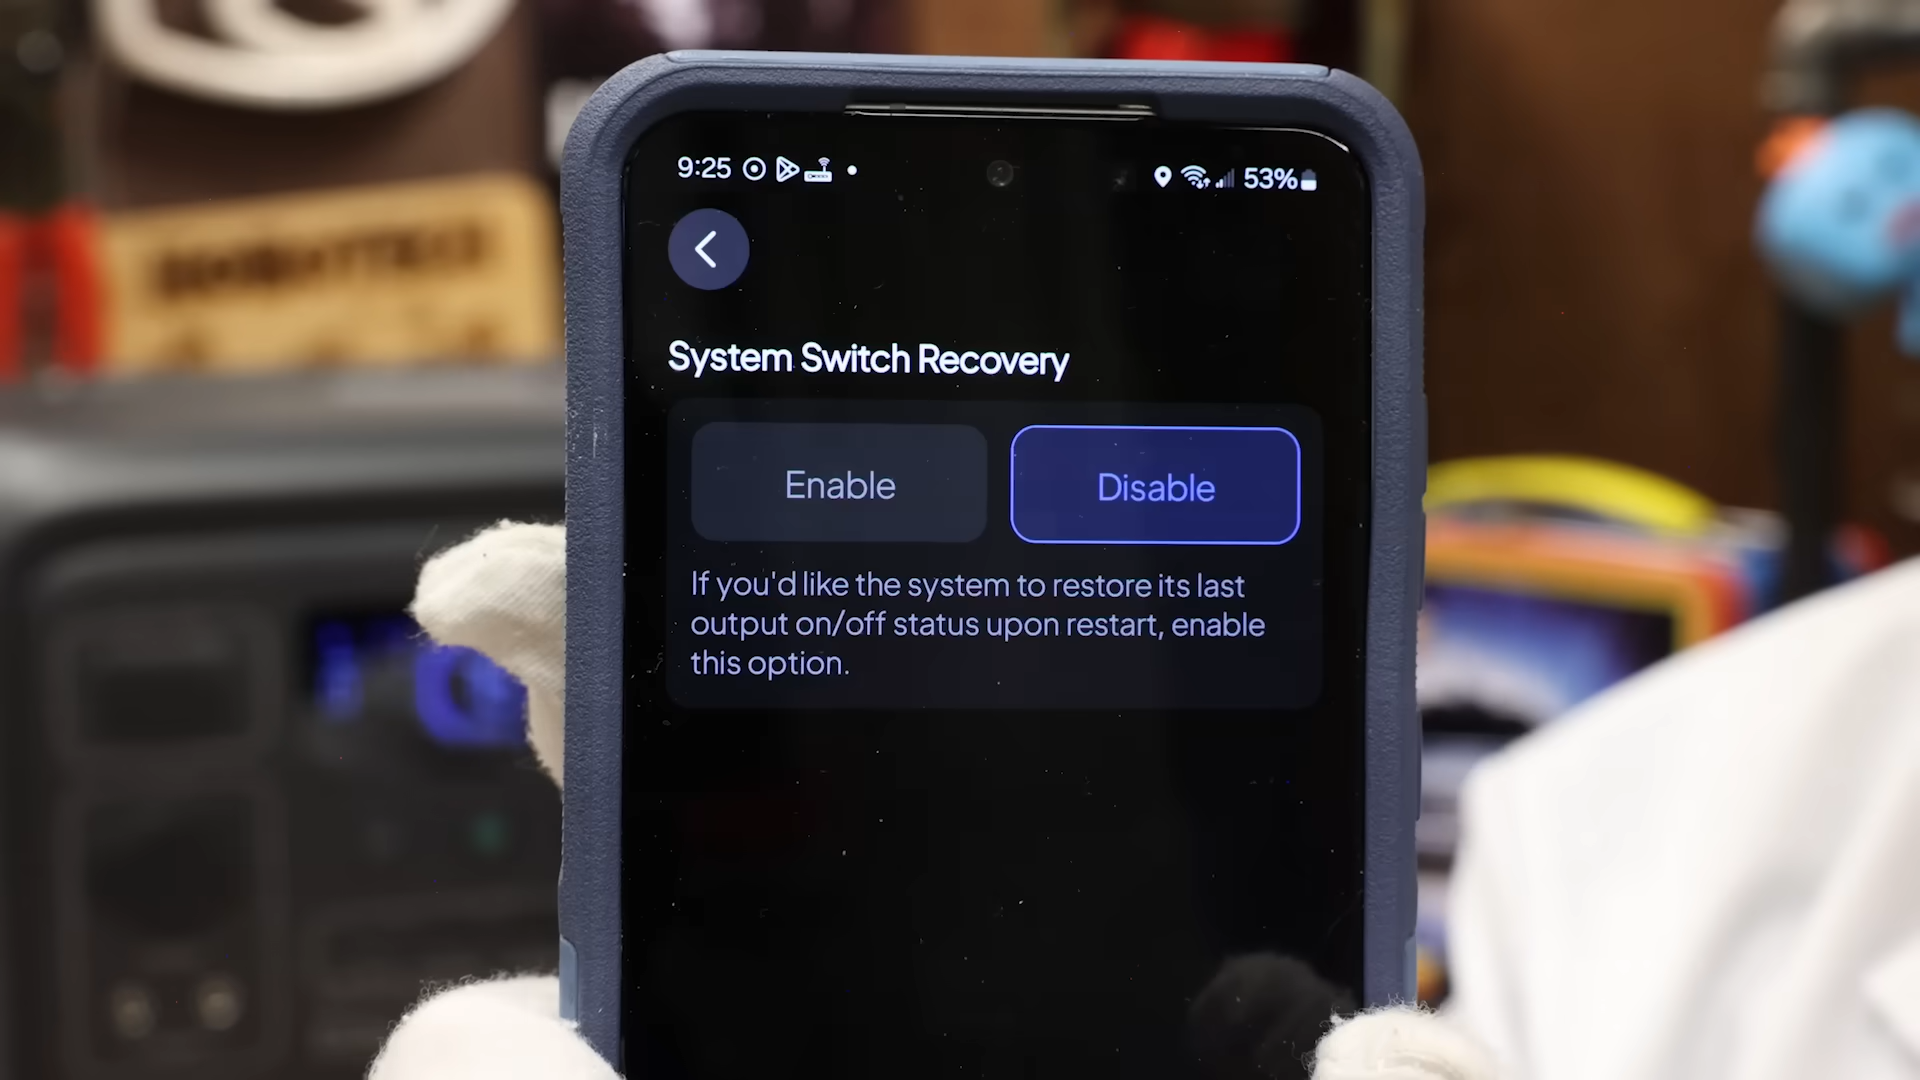 9:25
53%
System Switch Recovery
Enable
Disable
If you'd like the system to restore its last
output on/off status upon restart, enable
this option.